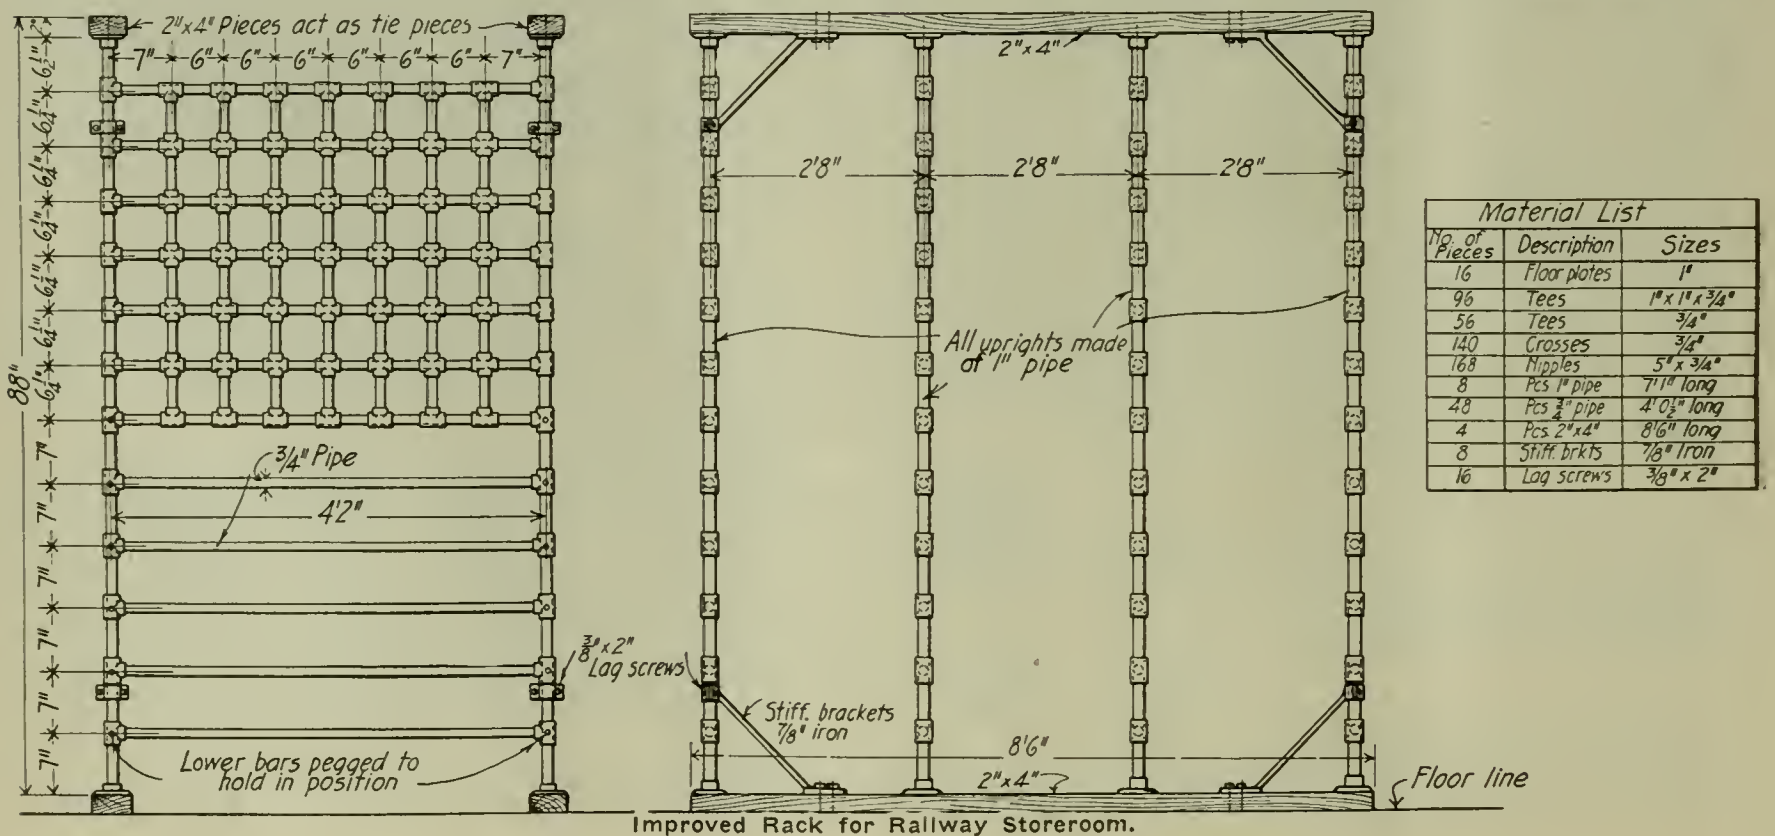 2"x4" Pieces act as tie pieces
7" 6" 6" 6" 6" 6" 6" 7"
2"
6½"
6¼"
6¼"
6¼"
6¼"
6¼"
6¼"
7"
7"
7"
7"
7"
7"
88"
¾" Pipe
4'2"
⅜" x 2"
Lag screws
Lower bars pegged to
hold in position
2"x4"
2'8" 2'8" 2'8"
All uprights made
of 1" pipe
Stiff. brackets
⅞" iron
8'6"
2"x4"
Floor line
Material List
No. of Pieces Description Sizes
16 Floor plates 1"
96 Tees 1" x 1" x ¾"
56 Tees ¾"
140 Crosses ¾"
168 Nipples 5" x ¾"
8 Pcs 1" pipe 7'1" long
48 Pcs ¾" pipe 4'0½" long
4 Pcs. 2"x4" 8'6" long
8 Stiff. brkts ⅞" Iron
16 Lag screws ⅜" x 2"
Improved Rack for Railway Storeroom.